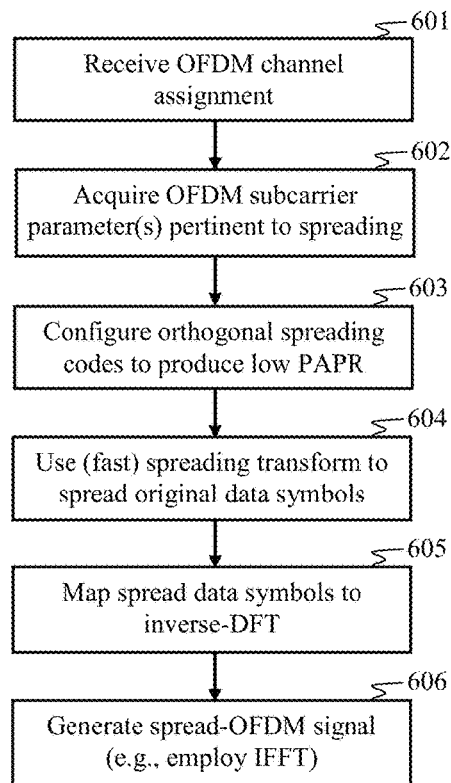 601
Receive OFDM channel
assignment
602
Acquire OFDM subcarrier
parameter(s) pertinent to spreading
603
Configure orthogonal spreading
codes to produce low PAPR
604
Use (fast) spreading transform to
spread original data symbols
605
Map spread data symbols to
inverse-DFT
606
Generate spread-OFDM signal
(e.g., employ IFFT)